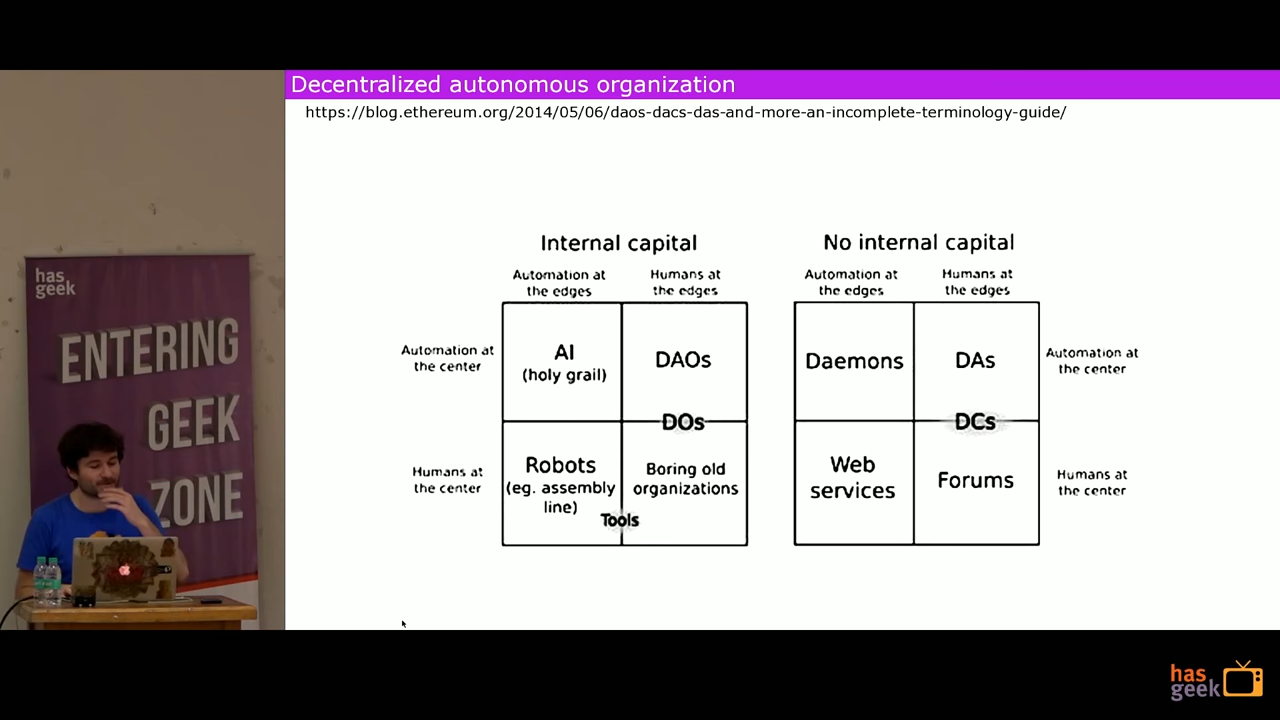 Decentralized autonomous organization
https://blog.ethereum.org/2014/05/06/daos-dacs-das-and-more-an-incomplete-terminology-guide/
Internal capital
No internal capital
Automation at
the edges
Humans at
the edges
Automation at
the edges
Humans at
the edges
Automation at
the center
AI
(holy grail)
DAOs
Daemons
DAs
Automation at
the center
DOs
DCs
Humans at
the center
Robots
(eg. assembly
line)
Boring old
organizations
Tools
Web
services
Forums
Humans at
the center
has
geek
ENTERING
GEEK
ZONE
has
geek